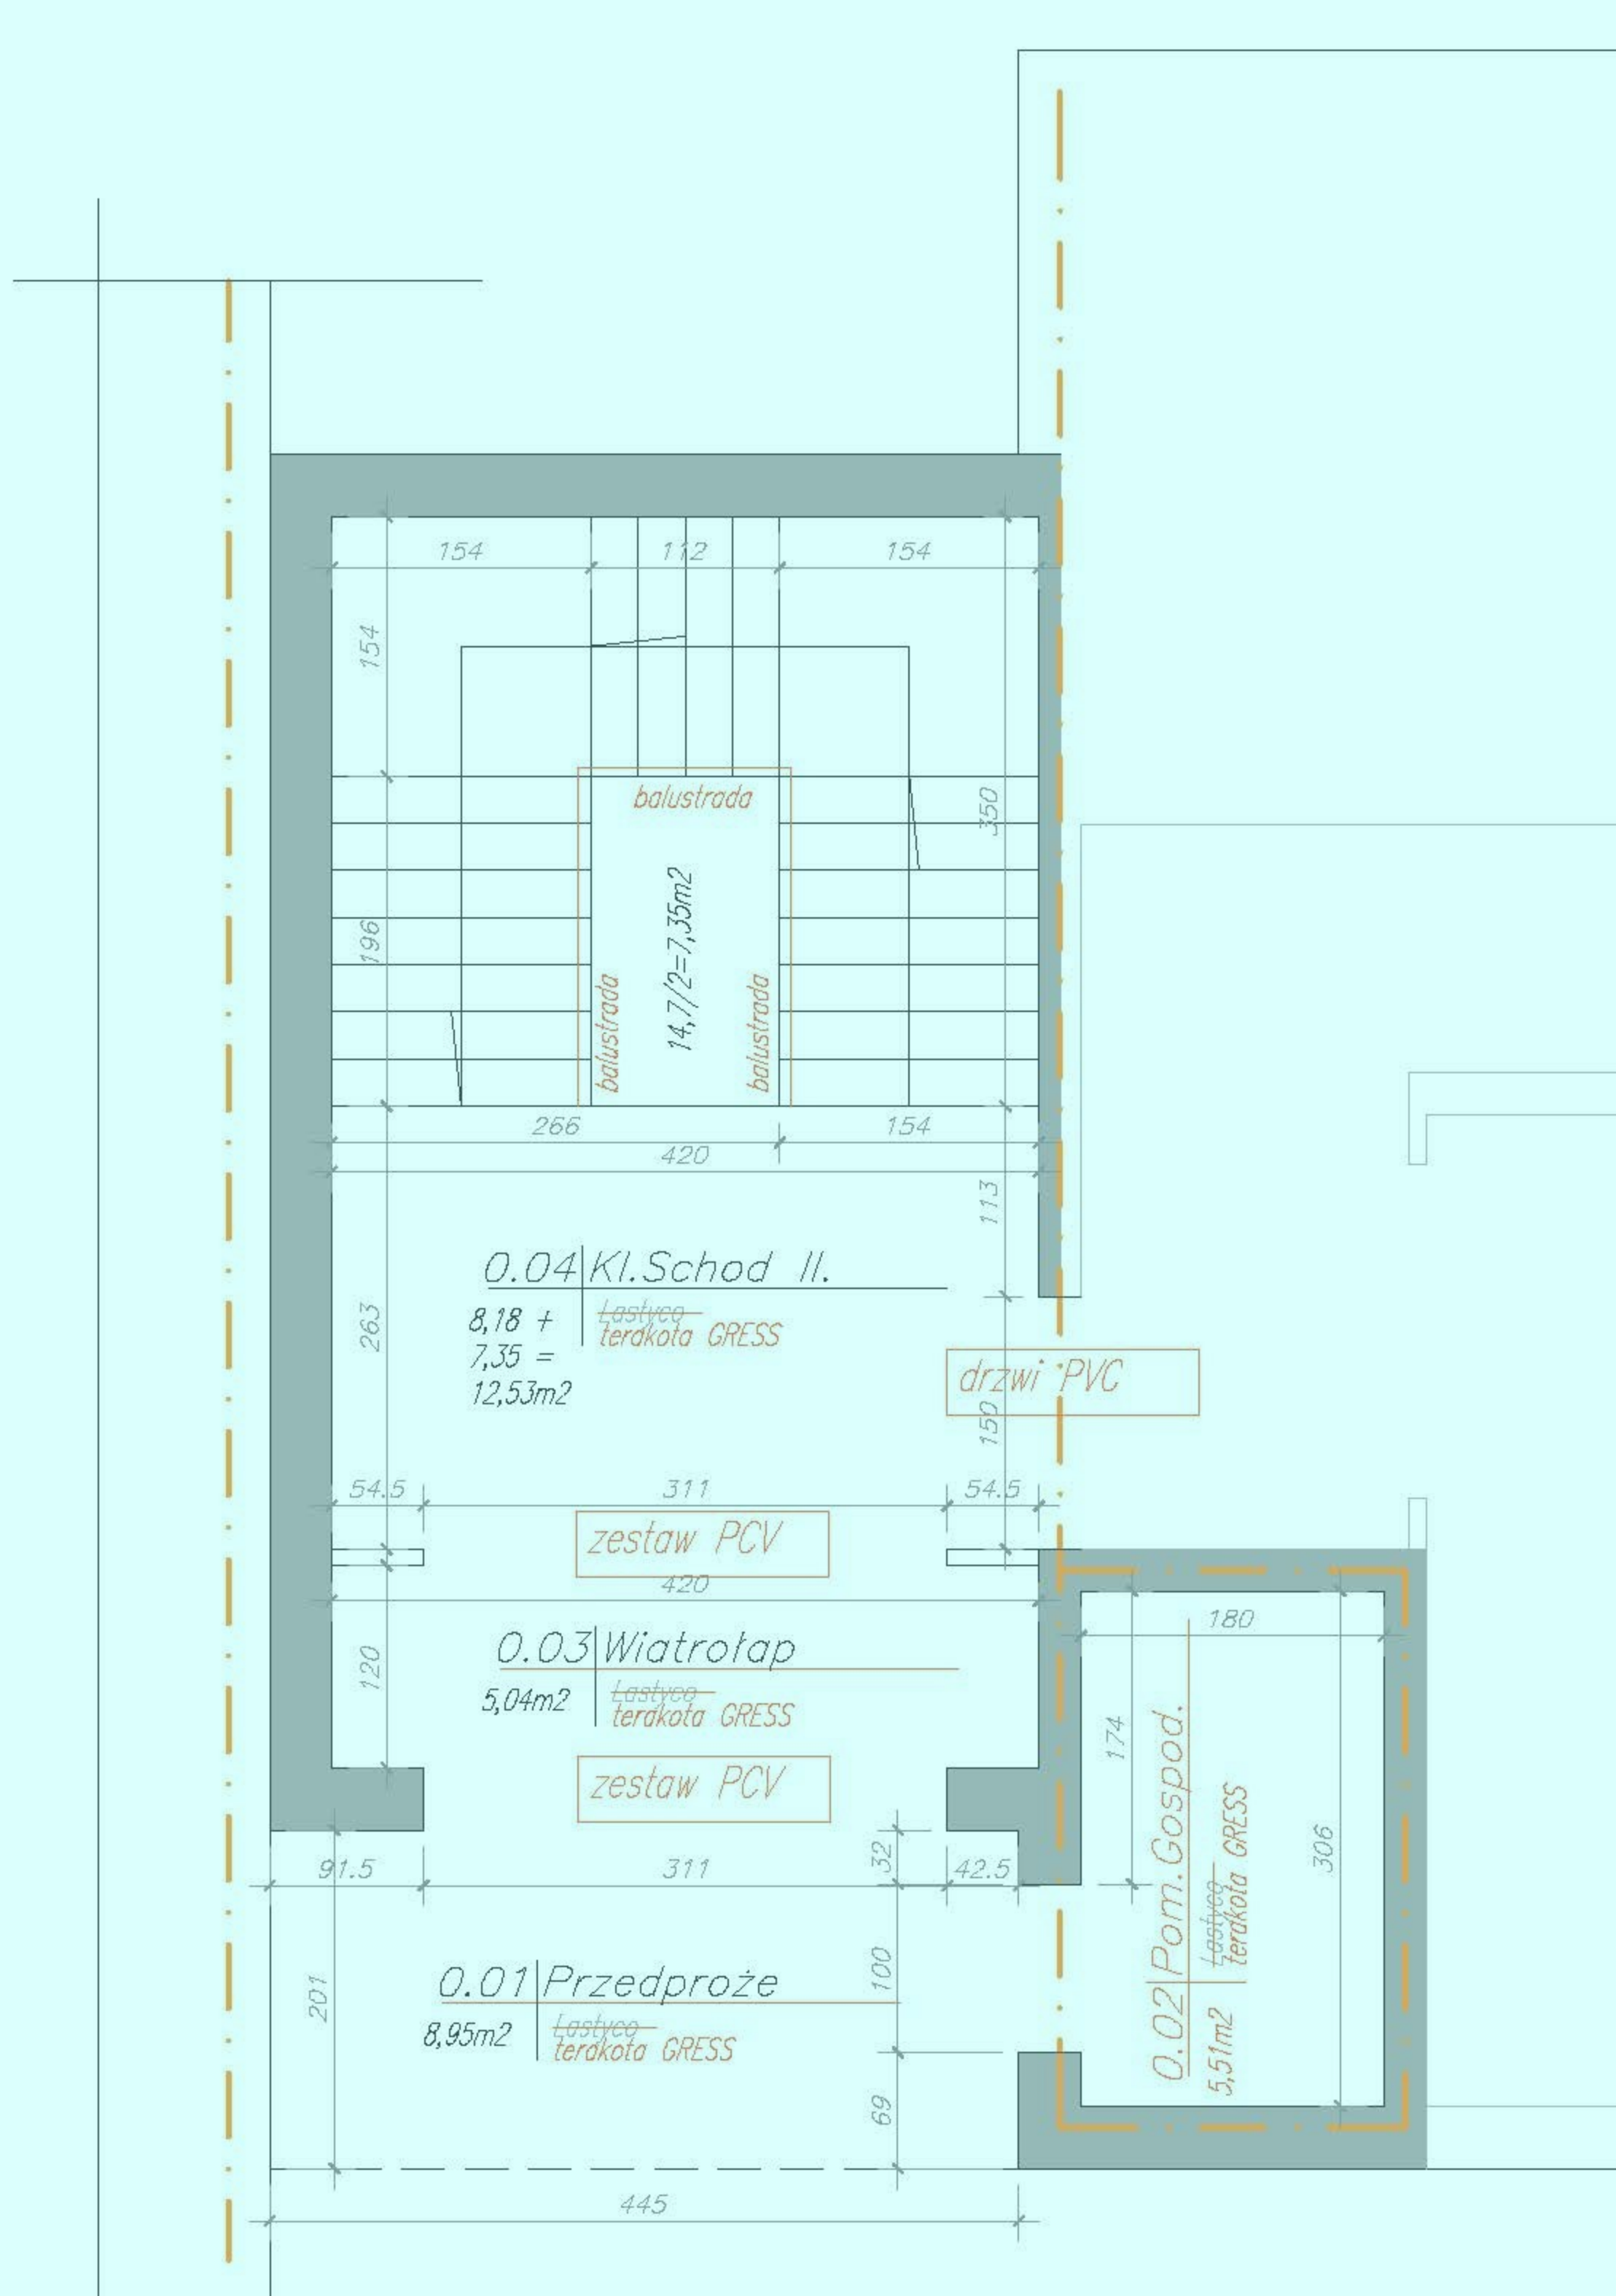 154
112
154
154
350
balustrada
14,7/2=7,35m2
196
balustrada
balustrada
266
154
420
113
0.04 Kl.Schod II.
8,18 +
7,35 =
12,53m2
Lastyco
terakota GRESS
263
drzwi PVC
150
54.5
311
54.5
zestaw PCV
420
180
0.03 Wiatrołap
5,04m2
Lastyco
terakota GRESS
120
174
zestaw PCV
0.02 Pom.Gospod.
5,51m2
Lastyco
terakota GRESS
306
32
91.5
311
42.5
100
201
0.01 Przedproże
8,95m2
Lastyco
terakota GRESS
69
445